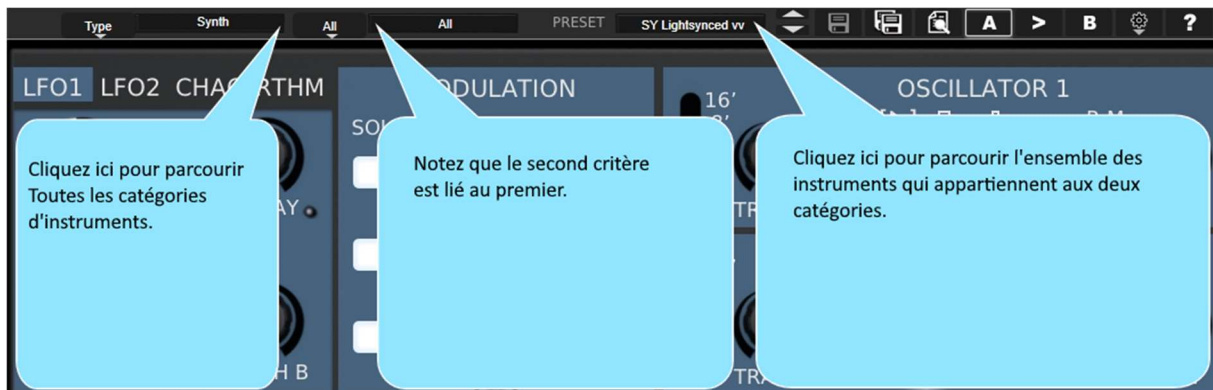 Type Synth All All PRESET SY Lightsynced vv A > B ?
LFO1 LFO2
OSCILLATOR 1
16'
Cliquez ici pour parcourir
Toutes les catégories
d'instruments.
Notez que le second critère
est lié au premier.
Cliquez ici pour parcourir l'ensemble des
instruments qui appartiennent aux deux
catégories.